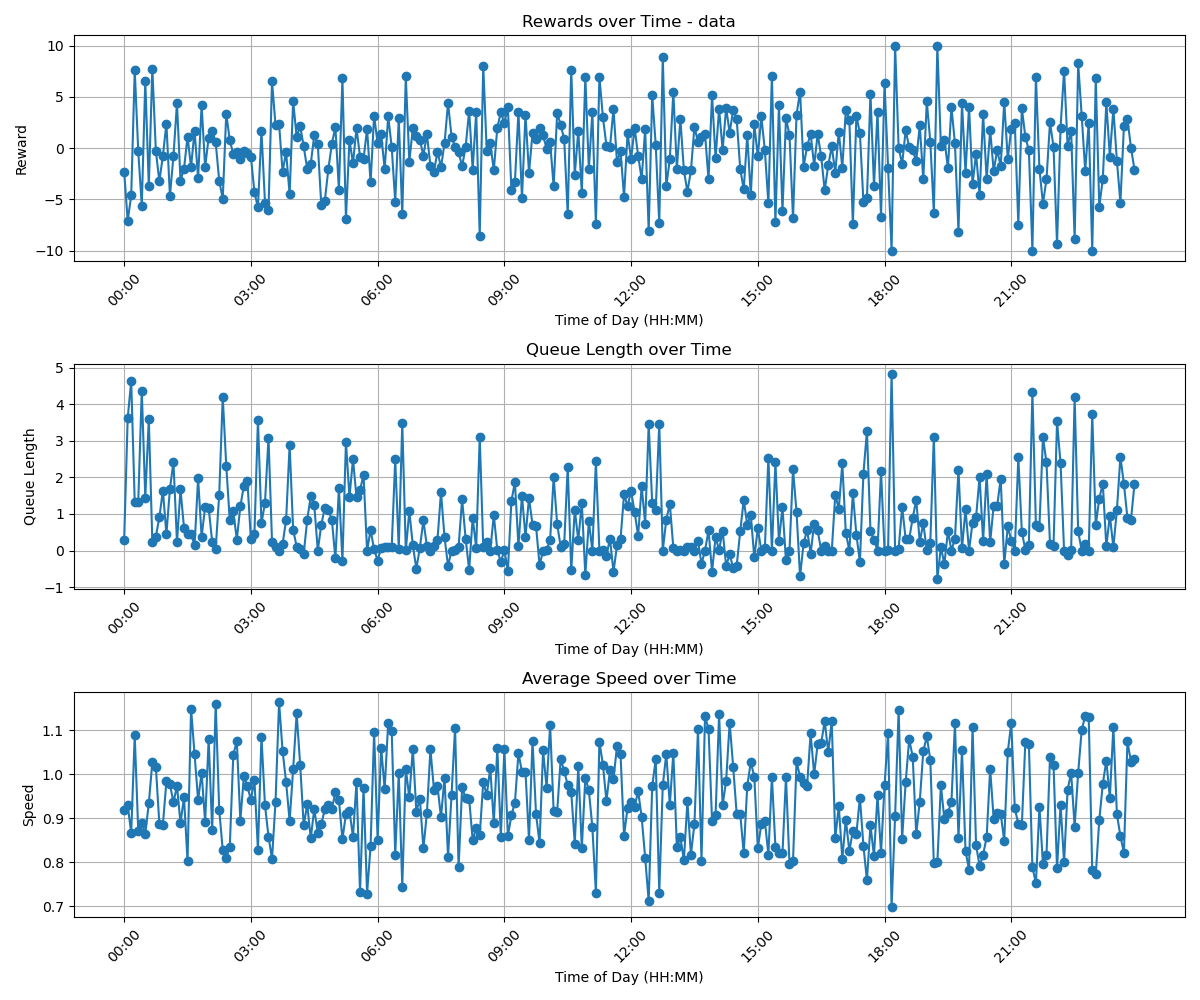 Rewards over Time - data
10
5
0
−5
−10
Reward
00:00 03:00 06:00 09:00 12:00 15:00 18:00 21:00
Time of Day (HH:MM)
Queue Length over Time
5
4
3
2
1
0
−1
Queue Length
00:00 03:00 06:00 09:00 12:00 15:00 18:00 21:00
Time of Day (HH:MM)
Average Speed over Time
1.1
1.0
0.9
0.8
0.7
Speed
00:00 03:00 06:00 09:00 12:00 15:00 18:00 21:00
Time of Day (HH:MM)